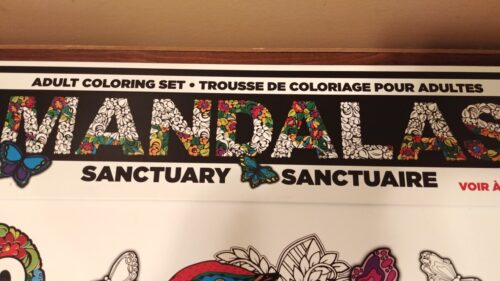 ADULT COLORING SET • TROUSSE DE COLORIAGE POUR ADULTES
MANDALAS
SANCTUARY SANCTUAIRE
VOIR À